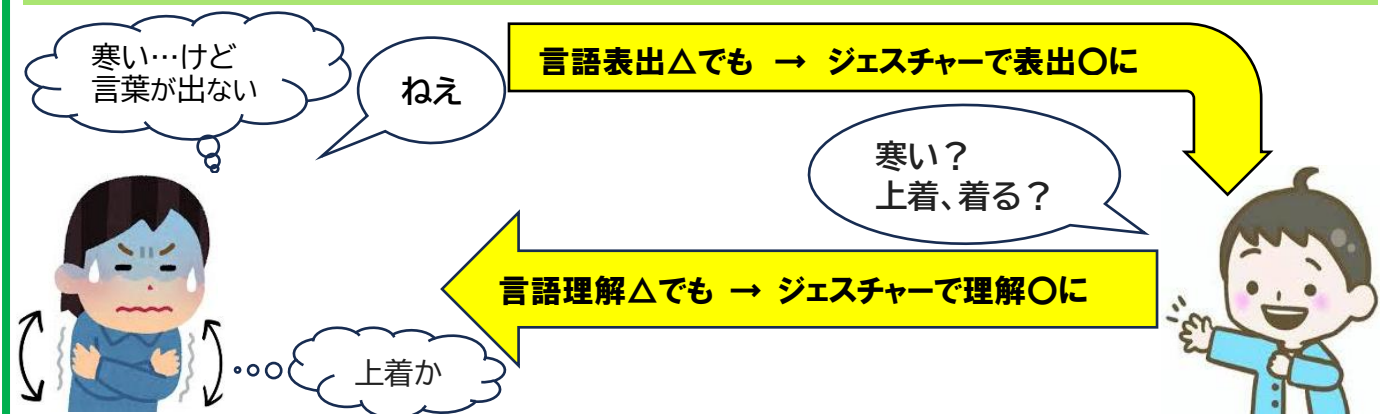 寒い…けど
言葉が出ない
ねえ
言語表出△でも → ジェスチャーで表出〇に
寒い？
上着、着る？
言語理解△でも → ジェスチャーで理解〇に
上着か